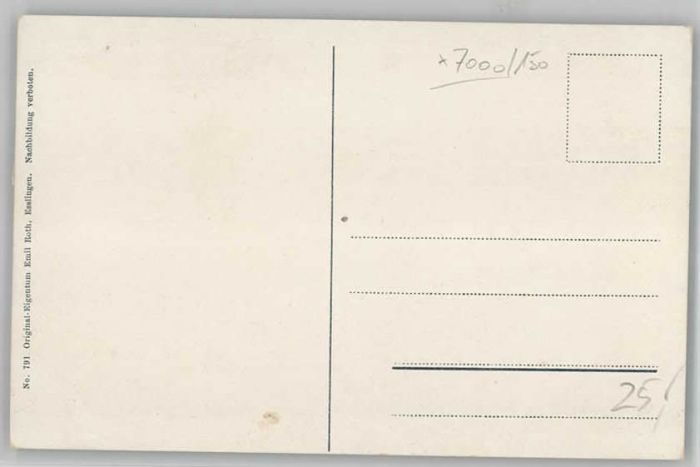 No. 791 Original-Eigentum Emil Roth, Esslingen. Nachbildung verboten.
x 7000/150
25,-